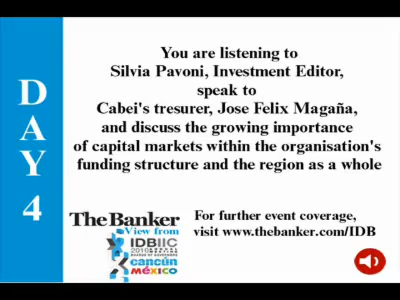 DAY 4
You are listening to
Silvia Pavoni, Investment Editor,
speak to
Cabei's tresurer, Jose Felix Magaña,
and discuss the growing importance
of capital markets within the organisation's
funding structure and the region as a whole
The Banker
View from
IDBIIC
cancún
méxico
For further event coverage,
visit www.thebanker.com/IDB